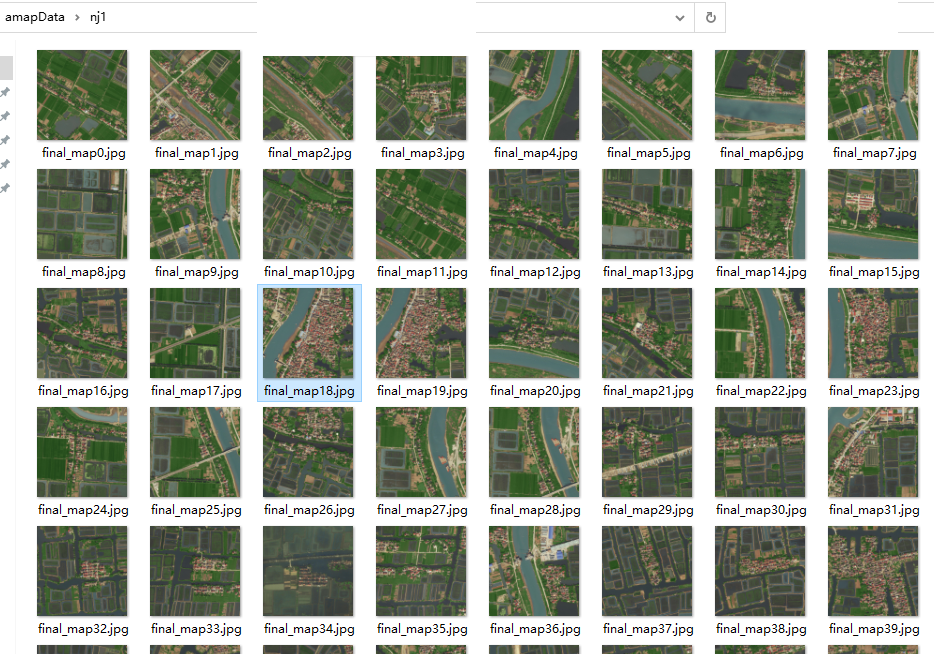 amapData > nj1
final_map0.jpg final_map1.jpg final_map2.jpg final_map3.jpg final_map4.jpg final_map5.jpg final_map6.jpg final_map7.jpg
final_map8.jpg final_map9.jpg final_map10.jpg final_map11.jpg final_map12.jpg final_map13.jpg final_map14.jpg final_map15.jpg
final_map16.jpg final_map17.jpg final_map18.jpg final_map19.jpg final_map20.jpg final_map21.jpg final_map22.jpg final_map23.jpg
final_map24.jpg final_map25.jpg final_map26.jpg final_map27.jpg final_map28.jpg final_map29.jpg final_map30.jpg final_map31.jpg
final_map32.jpg final_map33.jpg final_map34.jpg final_map35.jpg final_map36.jpg final_map37.jpg final_map38.jpg final_map39.jpg